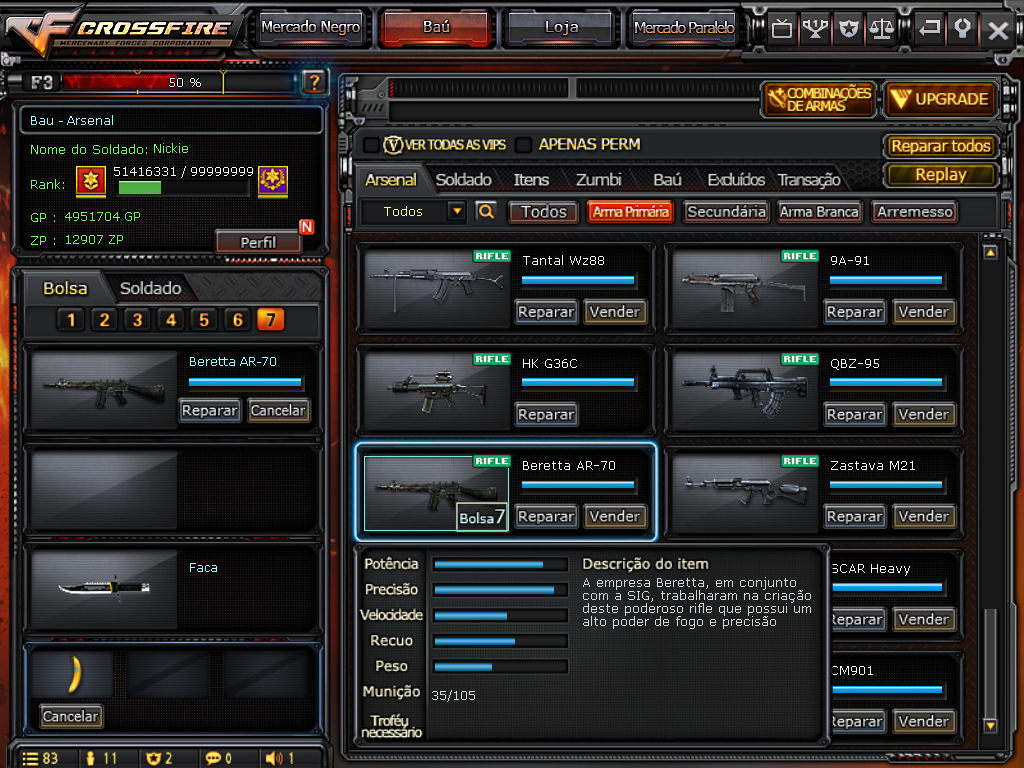 CROSSFIRE
MERCENARY FORCES CORPORATION
Mercado Negro
Baú
Loja
Mercado Paralelo
F3
50 %
?
COMBINAÇÕES
DE ARMAS
UPGRADE
Bau - Arsenal
Nome do Soldado: Nickie
Rank:
51416331 / 99999999
GP : 4951704 GP
ZP : 12907 ZP
N
Perfil
V VER TODAS AS VIPS
APENAS PERM
Reparar todos
Replay
Arsenal
Soldado
Itens
Zumbi
Baú
Excluídos
Transação
Todos
Todos
Arma Primária
Secundária
Arma Branca
Arremesso
Bolsa
Soldado
1 2 3 4 5 6 7
Beretta AR-70
Reparar
Cancelar
Faca
Cancelar
83
11
2
0
1
RIFLE
Tantal Wz88
Reparar
Vender
RIFLE
9A-91
Reparar
Vender
RIFLE
HK G36C
Reparar
RIFLE
QBZ-95
Reparar
Vender
RIFLE
Beretta AR-70
Bolsa7
Reparar
Vender
RIFLE
Zastava M21
Reparar
Vender
SCAR Heavy
Reparar
Vender
CM901
Reparar
Vender
Potência
Precisão
Velocidade
Recuo
Peso
Munição
35/105
Troféu
necessário
Descrição do item
A empresa Beretta, em conjunto
com a SIG, trabalharam na criação
deste poderoso rifle que possui um
alto poder de fogo e precisão